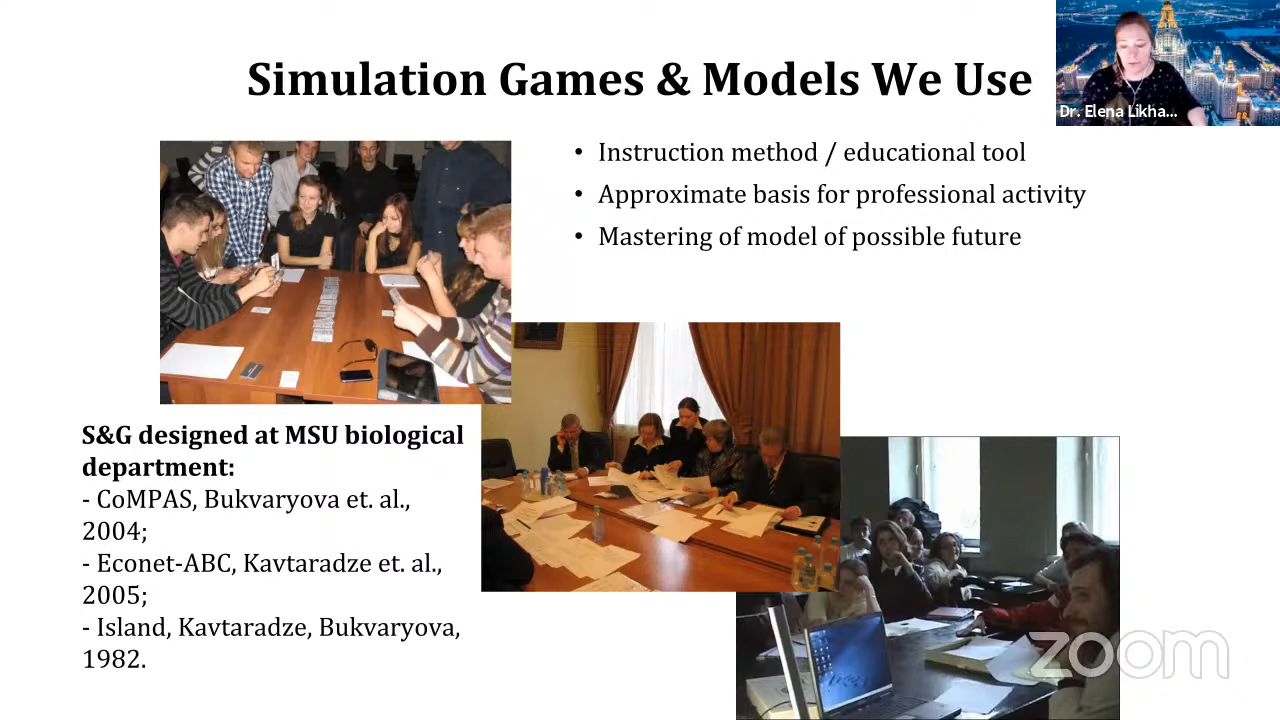 Simulation Games & Models We Use
Dr. Elena Likha...
• Instruction method / educational tool
• Approximate basis for professional activity
• Mastering of model of possible future
S&G designed at MSU biological
department:
- CoMPAS, Bukvaryova et. al.,
2004;
- Econet-ABC, Kavtaradze et. al.,
2005;
- Island, Kavtaradze, Bukvaryova,
1982.
zoom